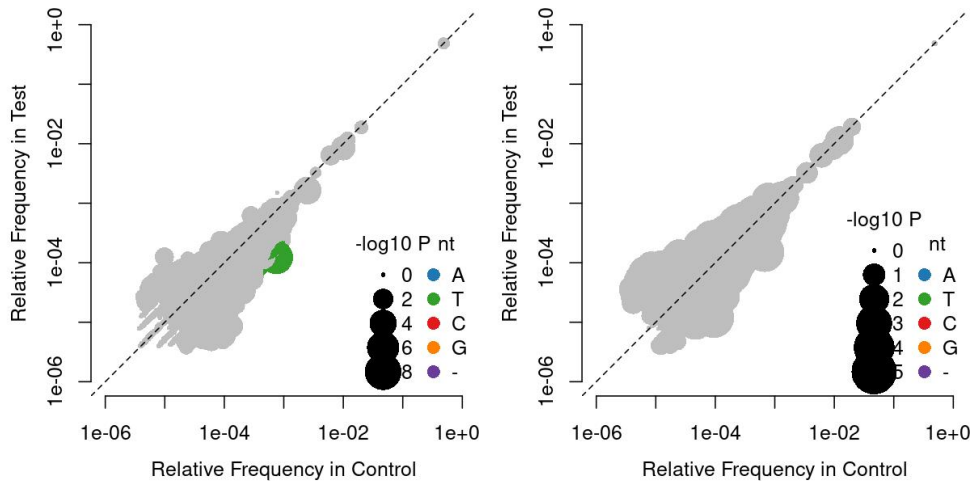 1e+0
1e-02
1e-04
1e-06
Relative Frequency in Test
-log10 P nt
0 A
2 T
4 C
6 G
8 -
1e-06 1e-04 1e-02 1e+0
Relative Frequency in Control
1e+0
1e-02
1e-04
1e-06
Relative Frequency in Test
-log10 P
nt
0
1 A
2 T
3 C
4 G
5 -
1e-06 1e-04 1e-02 1e+0
Relative Frequency in Control